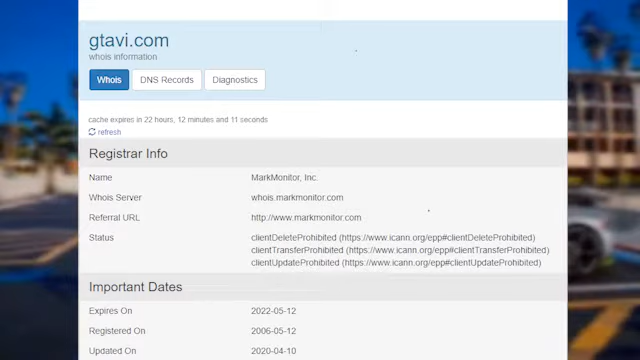 gtavi.com
whois information
Whois DNS Records Diagnostics
cache expires in 22 hours, 12 minutes and 11 seconds
refresh
Registrar Info
Name MarkMonitor, Inc.
Whois Server whois.markmonitor.com
Referral URL http://www.markmonitor.com
Status clientDeleteProhibited (https://www.icann.org/epp#clientDeleteProhibited)
clientTransferProhibited (https://www.icann.org/epp#clientTransferProhibited)
clientUpdateProhibited (https://www.icann.org/epp#clientUpdateProhibited)
Important Dates
Expires On 2022-05-12
Registered On 2006-05-12
Updated On 2020-04-10